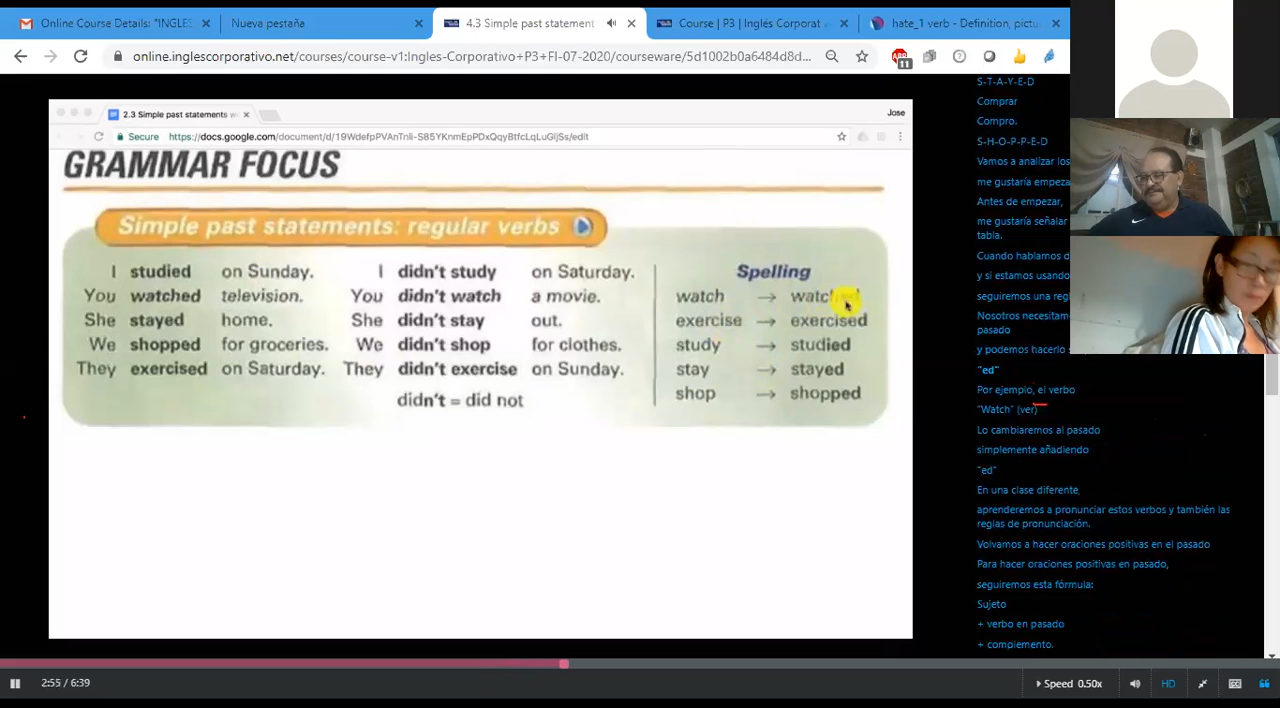 Online Course Details: "INGLES
Nueva pestaña
4.3 Simple past statement
Course | P3 | Inglés Corporat
hate_1 verb - Definition, pictu
online.inglescorporativo.net/courses/course-v1:Ingles-Corporativo+P3+FI-07-2020/courseware/5d1002b0a6484d8d...
11
2.3 Simple past statements w
Jose
Secure https://docs.google.com/document/d/19WdefpPVAnTnli-S85YKnmEpPDxQqyBtfcLqLuGljSs/edit
GRAMMAR FOCUS
Simple past statements: regular verbs
I studied on Sunday. I didn't study on Saturday. Spelling
You watched television. You didn't watch a movie. watch →
She stayed home. She didn't stay out. exercise → exercised
We shopped for groceries. We didn't shop for clothes. study → studied
They exercised on Saturday. They didn't exercise on Sunday. stay → stayed
didn't = did not shop → shopped
S-T-A-Y-E-D
Comprar
Compro.
S-H-O-P-P-E-D
Vamos a analizar los
me gustaría empeza
Antes de empezar,
me gustaría señalar
tabla.
Cuando hablamos d
y si estamos usando
seguiremos una reg
Nosotros necesitam
pasado
y podemos hacerlo s
"ed"
Por ejemplo, el verbo
"Watch" (ver)
Lo cambiaremos al pasado
simplemente añadiendo
"ed"
En una clase diferente,
aprenderemos a pronunciar estos verbos y también las
reglas de pronunciación.
Volvamos a hacer oraciones positivas en el pasado
Para hacer oraciones positivas en pasado,
seguiremos esta fórmula:
Sujeto
+ verbo en pasado
+ complemento.
2:55 / 6:39
Speed 0.50x
HD